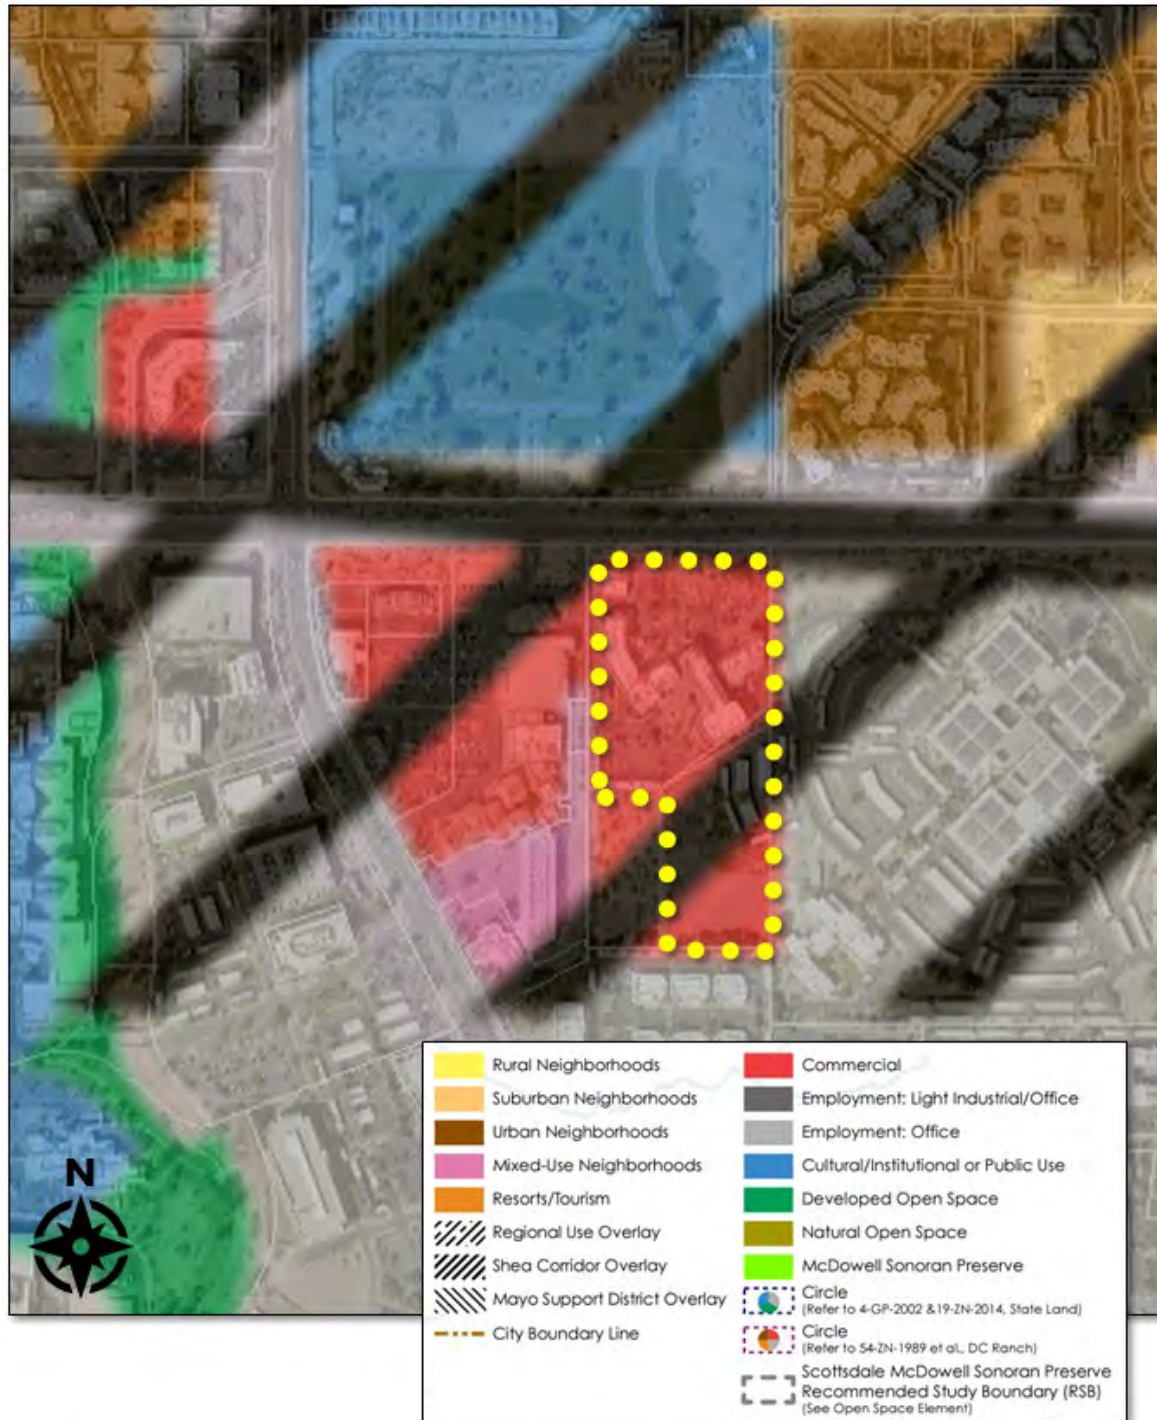 Rural Neighborhoods
Suburban Neighborhoods
Urban Neighborhoods
Mixed-Use Neighborhoods
Resorts/Tourism
Regional Use Overlay
Shea Corridor Overlay
Mayo Support District Overlay
City Boundary Line
Commercial
Employment: Light Industrial/Office
Employment: Office
Cultural/Institutional or Public Use
Developed Open Space
Natural Open Space
McDowell Sonoran Preserve
Circle
(Refer to 4-GP-2002 &19-ZN-2014, State Land)
Circle
(Refer to 54-ZN-1989 et al., DC Ranch)
Scottsdale McDowell Sonoran Preserve
Recommended Study Boundary (RSB)
(See Open Space Element)
N